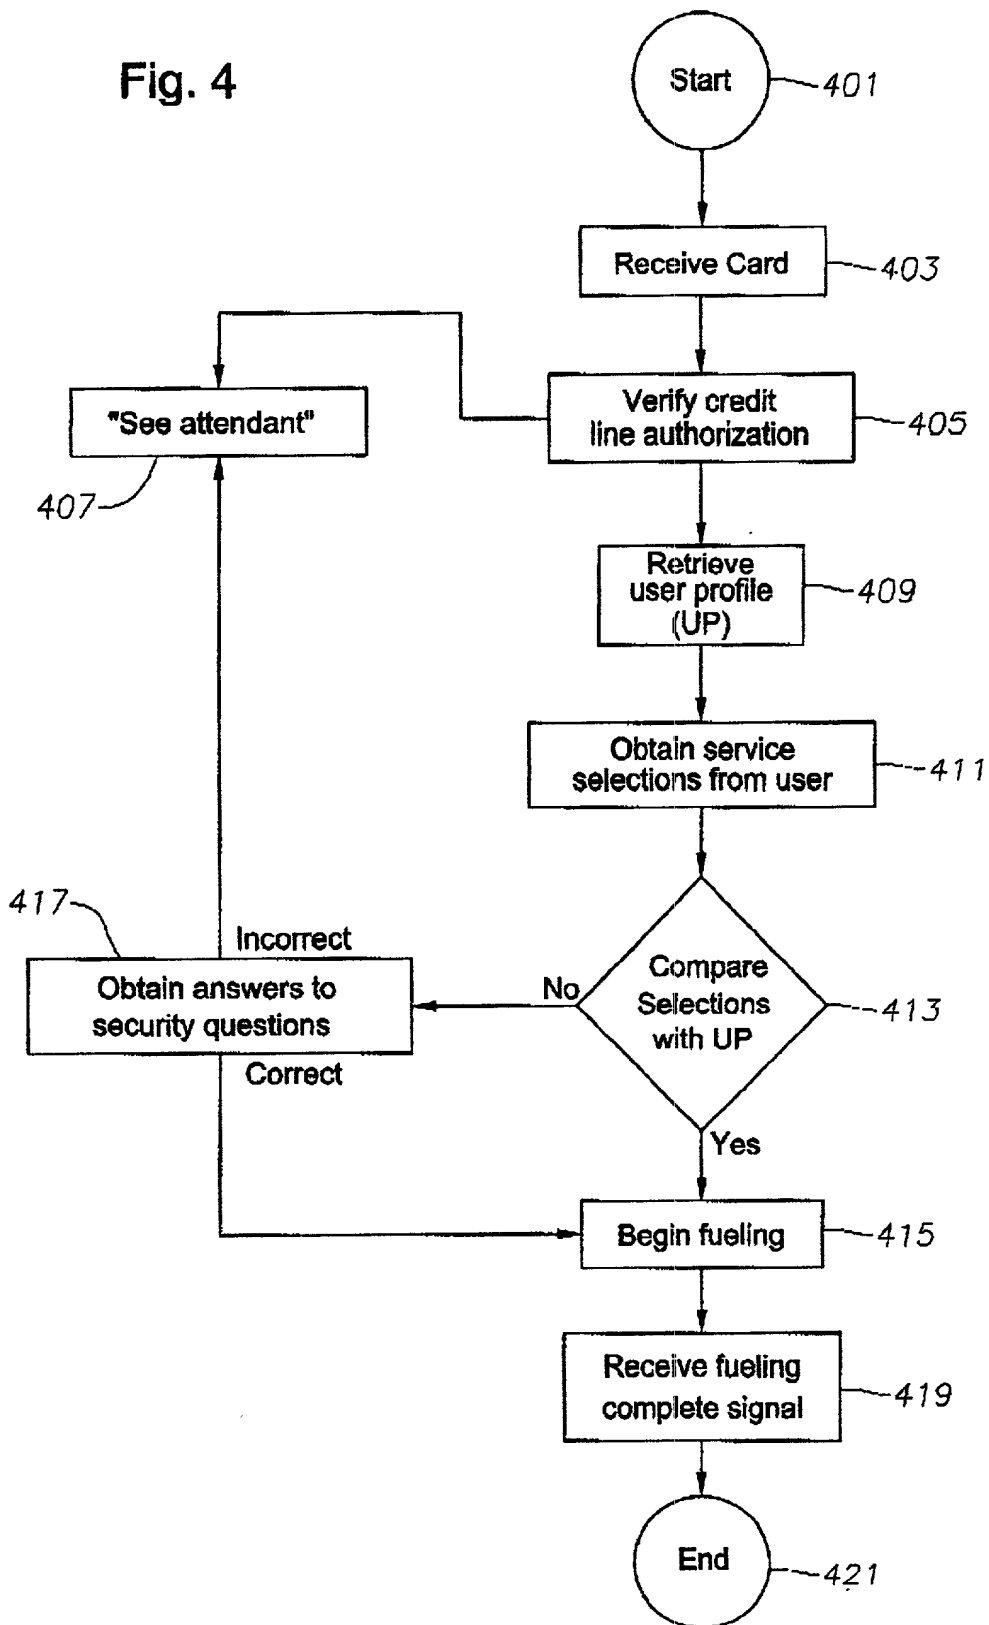 Fig. 4
Start
401
Receive Card
403
Verify credit
line authorization
405
"See attendant"
407
Retrieve
user profile
(UP)
409
Obtain service
selections from user
411
Compare
Selections
with UP
413
No
Yes
417
Incorrect
Obtain answers to
security questions
Correct
Begin fueling
415
Receive fueling
complete signal
419
End
421